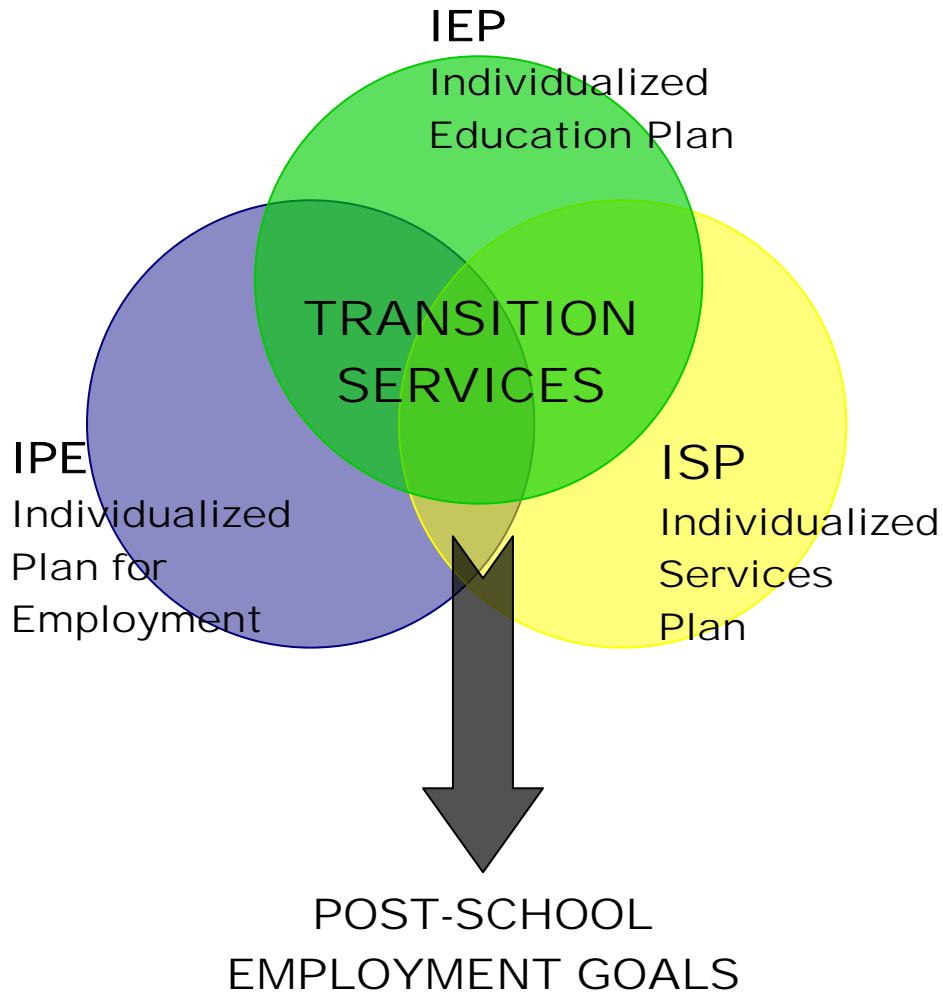 IEP
Individualized
Education Plan
TRANSITION
SERVICES
IPE
Individualized
Plan for
Employment
ISP
Individualized
Services
Plan
POST-SCHOOL
EMPLOYMENT GOALS